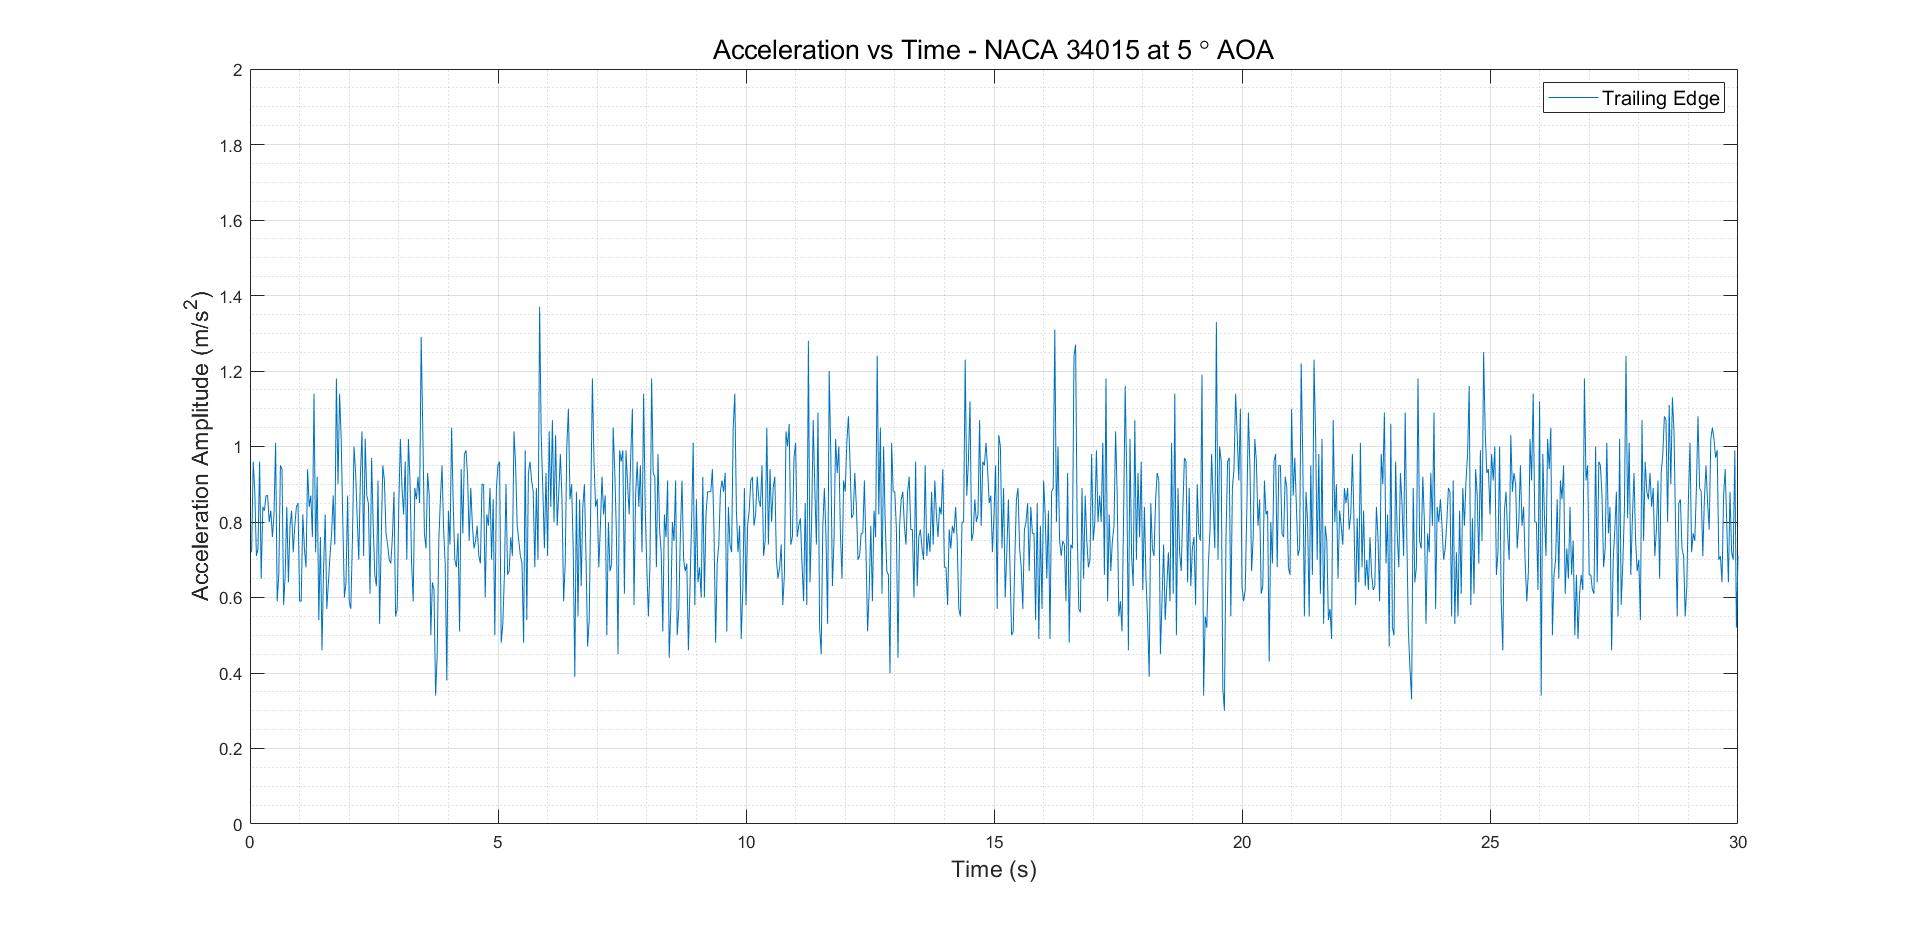 Acceleration vs Time - NACA 34015 at 5 ° AOA
Trailing Edge
Acceleration Amplitude (m/s²)
2
1.8
1.6
1.4
1.2
1
0.8
0.6
0.4
0.2
0
0 5 10 15 20 25 30
Time (s)